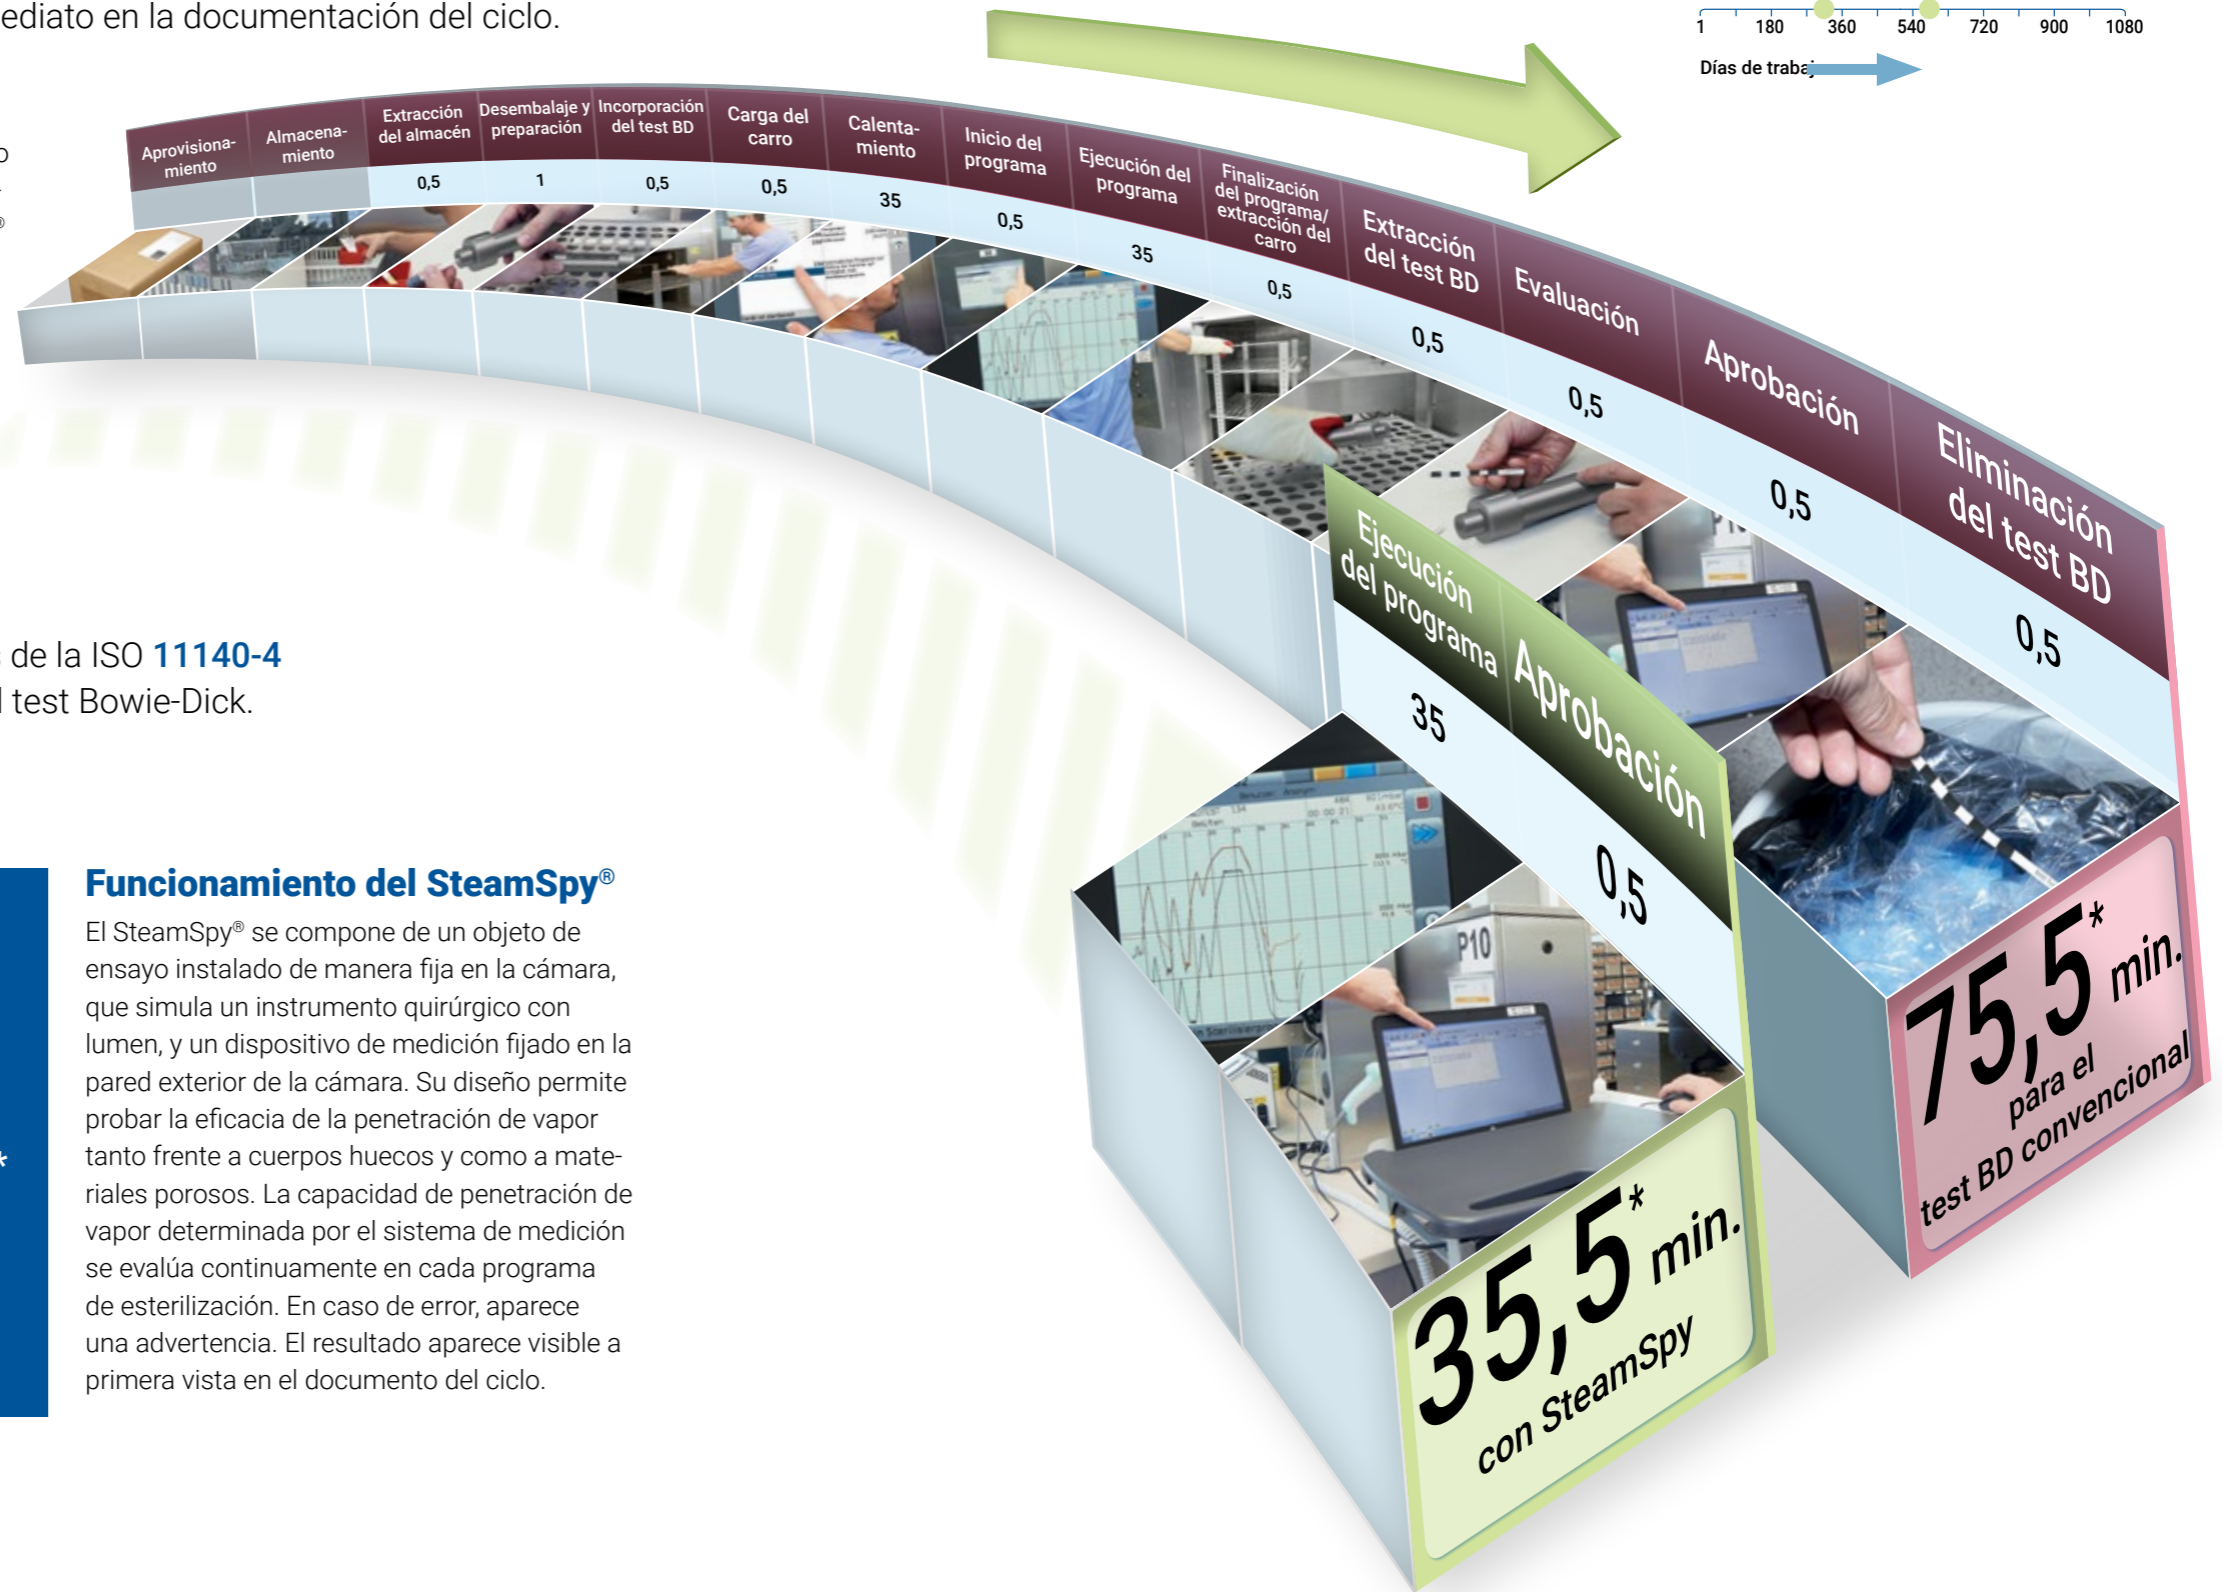 ediato en la documentación del ciclo.
1 180 360 540 720 900 1080
Días de trabaj
®
Aprovisiona-
miento
Almacena-
miento
Extracción
del almacén
0,5
Desembalaje y
preparación
1
Incorporación
del test BD
0,5
Carga del
carro
0,5
Calenta-
miento
35
Inicio del
programa
0,5
Ejecución del
programa
35
Finalización
del programa/
extracción del
carro
0,5
Extracción
del test BD
0,5
Evaluación
0,5
Aprobación
0,5
Eliminación
del test BD
0,5
75,5* min.
para el
test BD convencional
Ejecución
del programa
35
Aprobación
0,5
P10
35,5* min.
con SteamSpy
de la ISO 11140-4
test Bowie-Dick.
*
Funcionamiento del SteamSpy®
El SteamSpy® se compone de un objeto de
ensayo instalado de manera fija en la cámara,
que simula un instrumento quirúrgico con
lumen, y un dispositivo de medición fijado en la
pared exterior de la cámara. Su diseño permite
probar la eficacia de la penetración de vapor
tanto frente a cuerpos huecos y como a mate-
riales porosos. La capacidad de penetración de
vapor determinada por el sistema de medición
se evalúa continuamente en cada programa
de esterilización. En caso de error, aparece
una advertencia. El resultado aparece visible a
primera vista en el documento del ciclo.